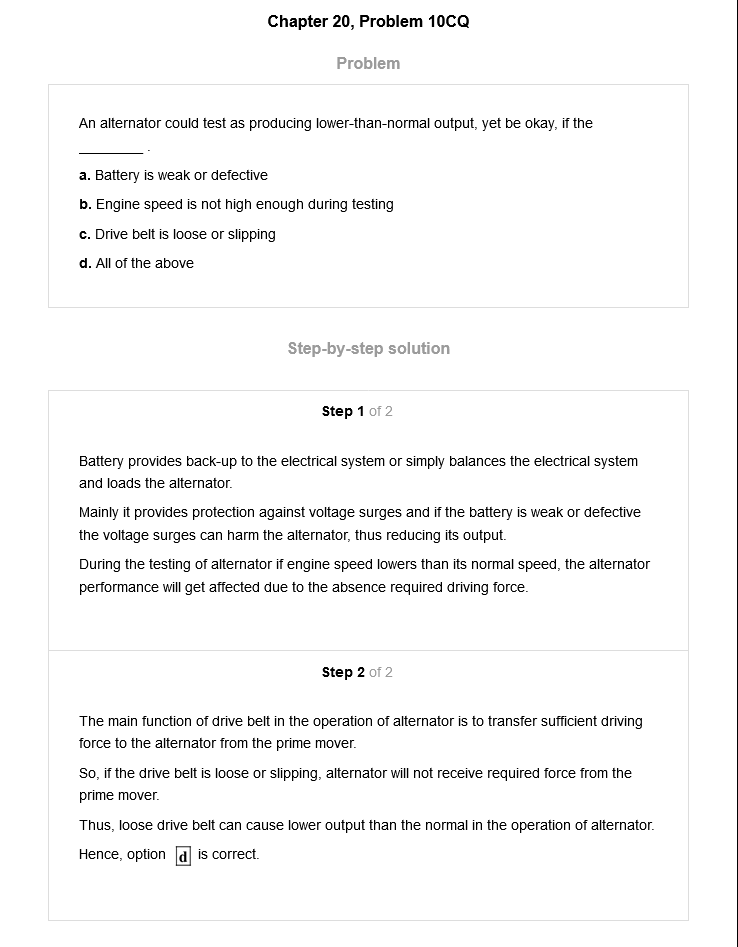 Chapter 20, Problem 10CQ
Problem
An alternator could test as producing lower-than-normal output, yet be okay, if the
________ .
a. Battery is weak or defective
b. Engine speed is not high enough during testing
c. Drive belt is loose or slipping
d. All of the above
Step-by-step solution
Step 1 of 2
Battery provides back-up to the electrical system or simply balances the electrical system
and loads the alternator.
Mainly it provides protection against voltage surges and if the battery is weak or defective
the voltage surges can harm the alternator, thus reducing its output.
During the testing of alternator if engine speed lowers than its normal speed, the alternator
performance will get affected due to the absence required driving force.
Step 2 of 2
The main function of drive belt in the operation of alternator is to transfer sufficient driving
force to the alternator from the prime mover.
So, if the drive belt is loose or slipping, alternator will not receive required force from the
prime mover.
Thus, loose drive belt can cause lower output than the normal in the operation of alternator.
Hence, option d is correct.